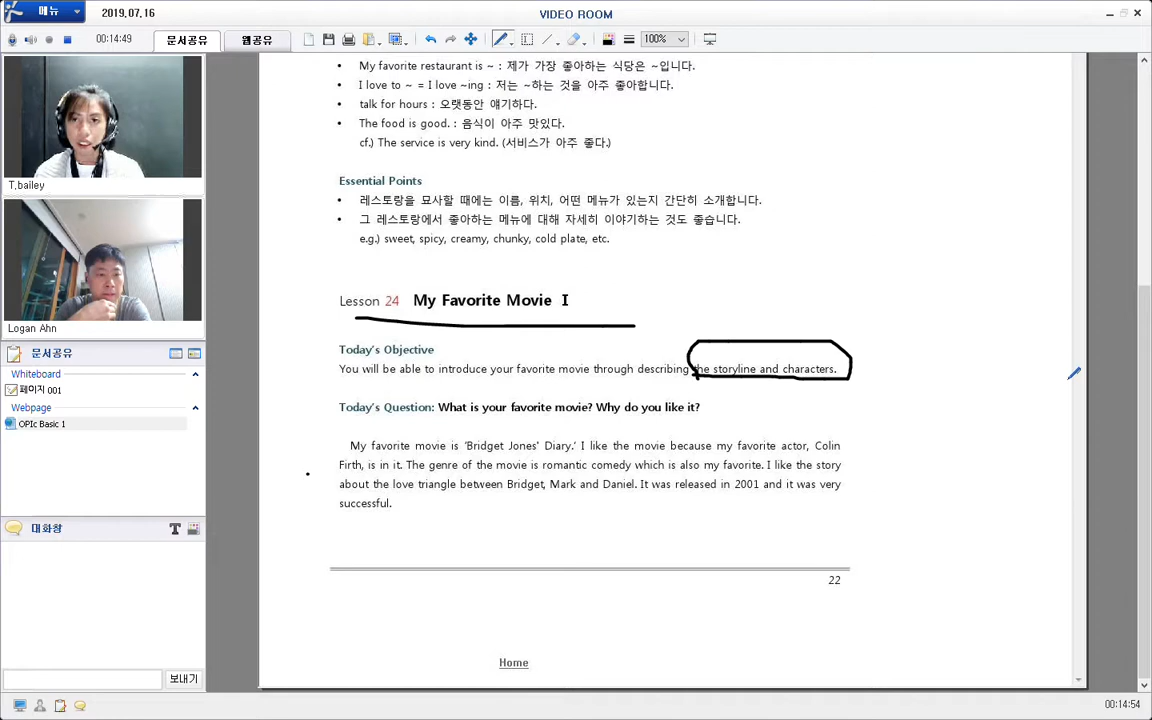 메뉴
2019.07.16
VIDEO ROOM
00:14:49
문서공유
웹공유
100%
T.bailey
Logan Ahn
문서공유
Whiteboard
페이지 001
Webpage
OPIc Basic 1
대화창
T
보내기
• My favorite restaurant is ~ : 제가 가장 좋아하는 식당은 ~입니다.
• I love to ~ = I love ~ing : 저는 ~하는 것을 아주 좋아합니다.
• talk for hours : 오랫동안 얘기하다.
• The food is good. : 음식이 아주 맛있다.
cf.) The service is very kind. (서비스가 아주 좋다.)
Essential Points
• 레스토랑을 묘사할 때에는 이름, 위치, 어떤 메뉴가 있는지 간단히 소개합니다.
• 그 레스토랑에서 좋아하는 메뉴에 대해 자세히 이야기하는 것도 좋습니다.
e.g.) sweet, spicy, creamy, chunky, cold plate, etc.
Lesson 24 My Favorite Movie I
Today's Objective
You will be able to introduce your favorite movie through describing the storyline and characters.
Today's Question: What is your favorite movie? Why do you like it?
My favorite movie is 'Bridget Jones' Diary.' I like the movie because my favorite actor, Colin
Firth, is in it. The genre of the movie is romantic comedy which is also my favorite. I like the story
about the love triangle between Bridget, Mark and Daniel. It was released in 2001 and it was very
successful.
22
Home
00:14:54